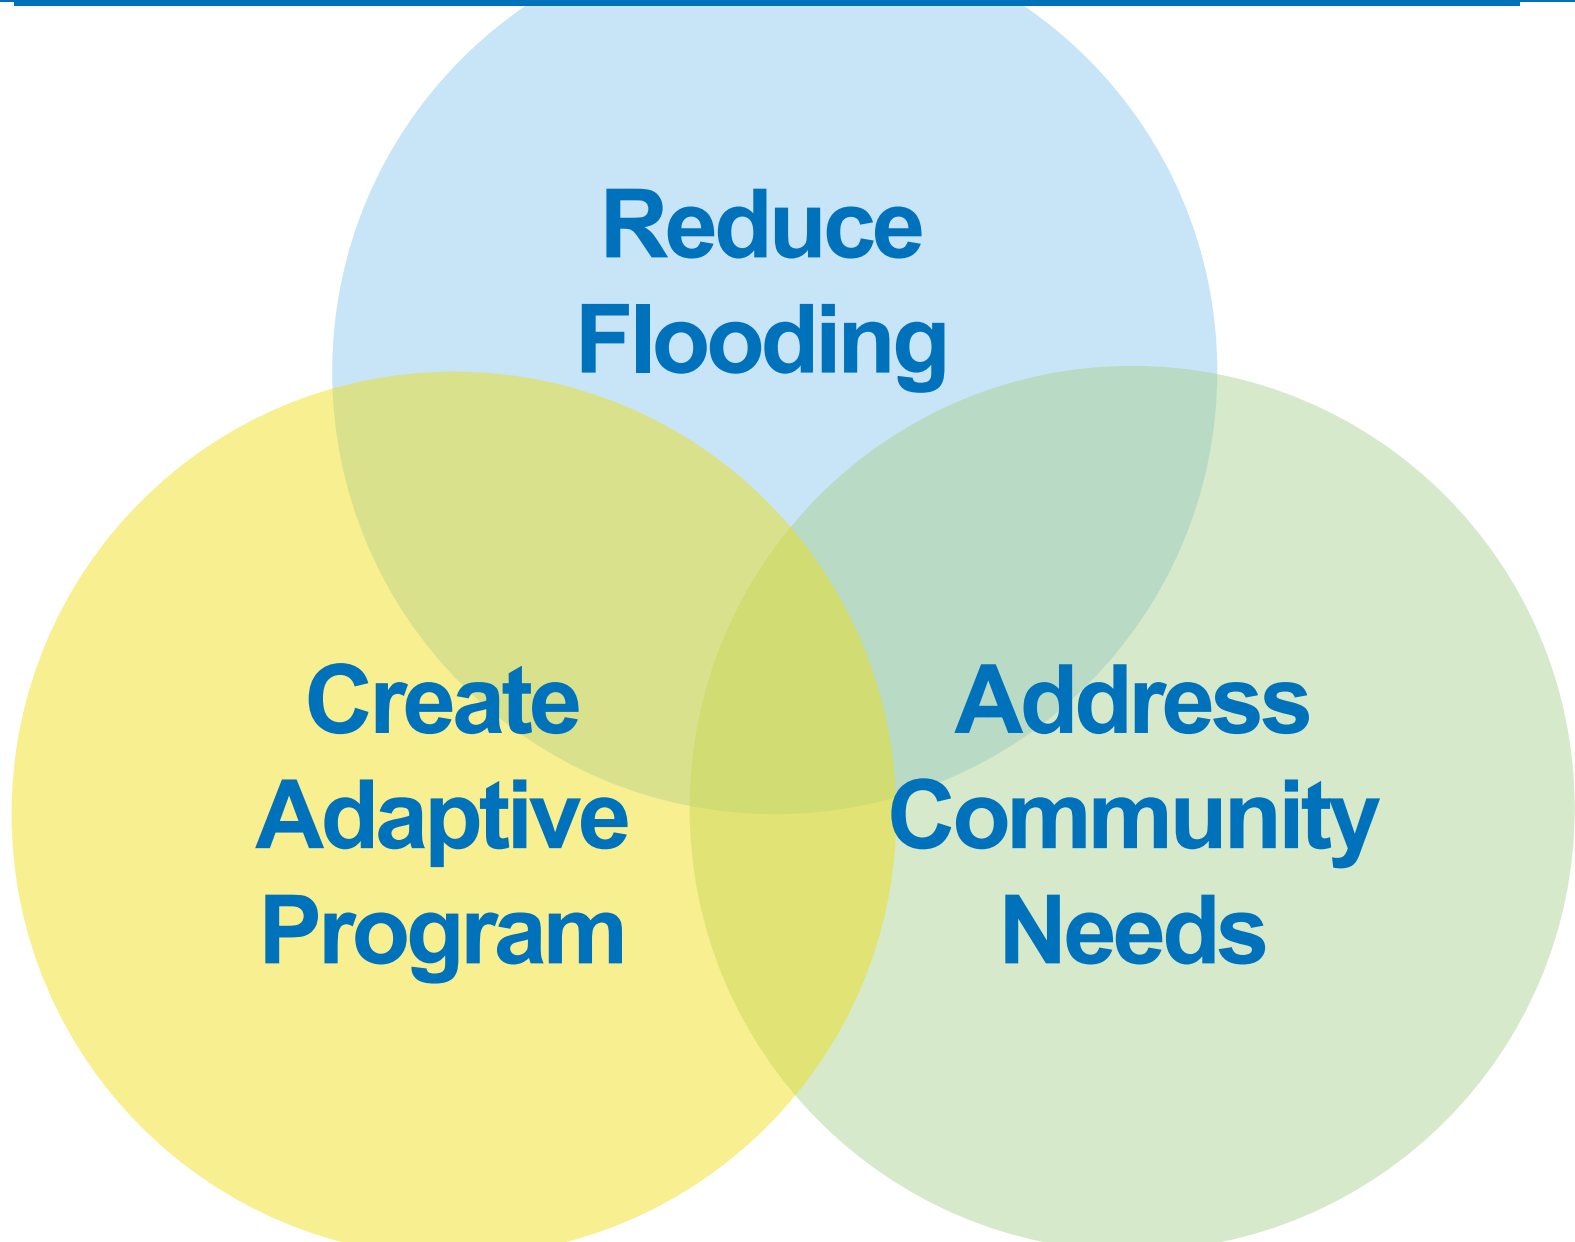 Reduce
Flooding
Create
Adaptive
Program
Address
Community
Needs